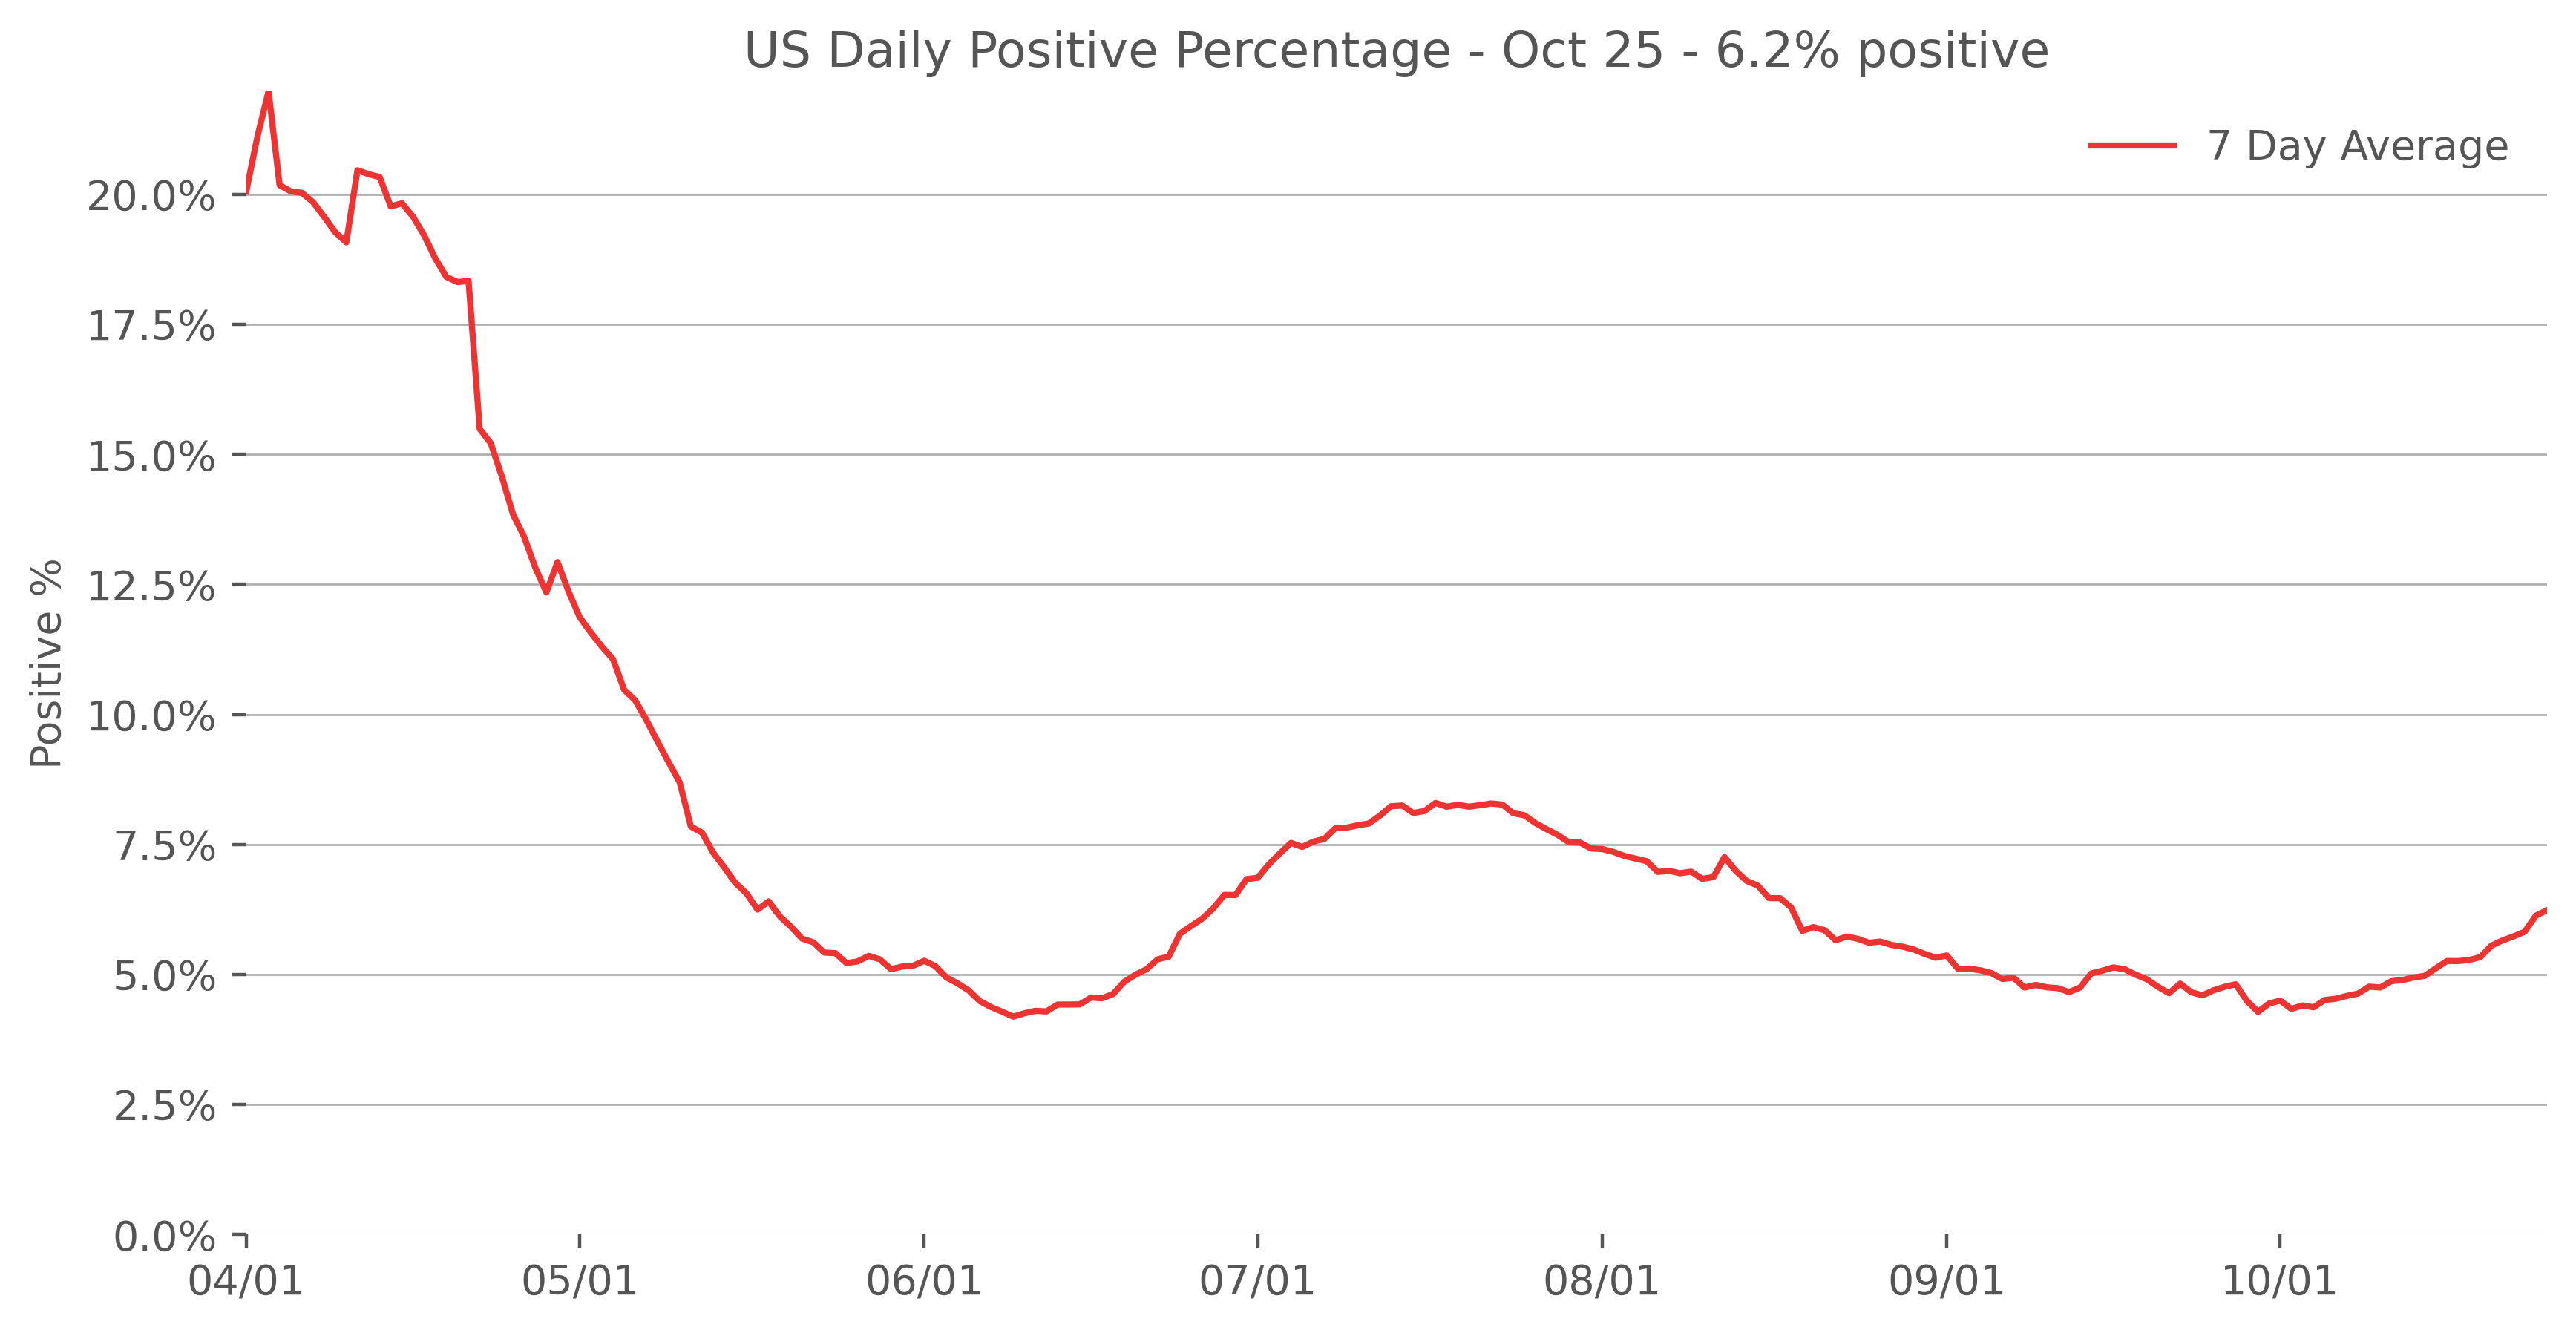 US Daily Positive Percentage - Oct 25 - 6.2% positive
7 Day Average
Positive %
20.0%
17.5%
15.0%
12.5%
10.0%
7.5%
5.0%
2.5%
0.0%
04/01 05/01 06/01 07/01 08/01 09/01 10/01